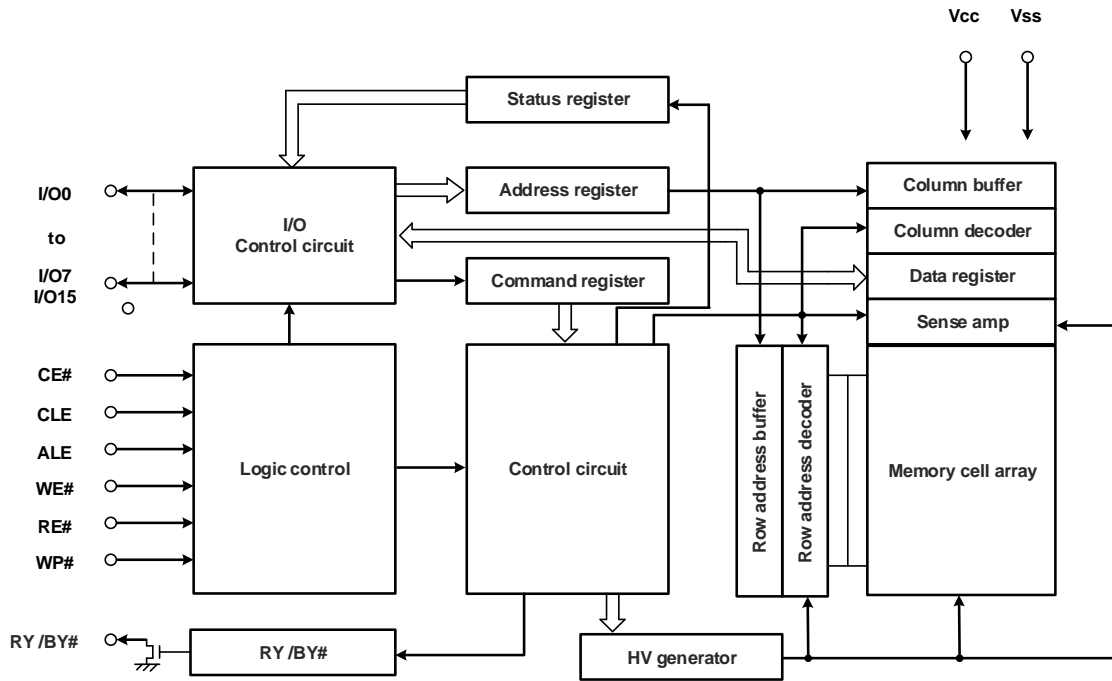 Vcc
Vss
Status register
I/O0
to
I/O7
I/O15
I/O
Control circuit
Address register
Command register
Column buffer
Column decoder
Data register
Sense amp
CE#
CLE
ALE
WE#
RE#
WP#
Logic control
Control circuit
Row address buffer
Row address decoder
Memory cell array
RY /BY#
RY /BY#
HV generator